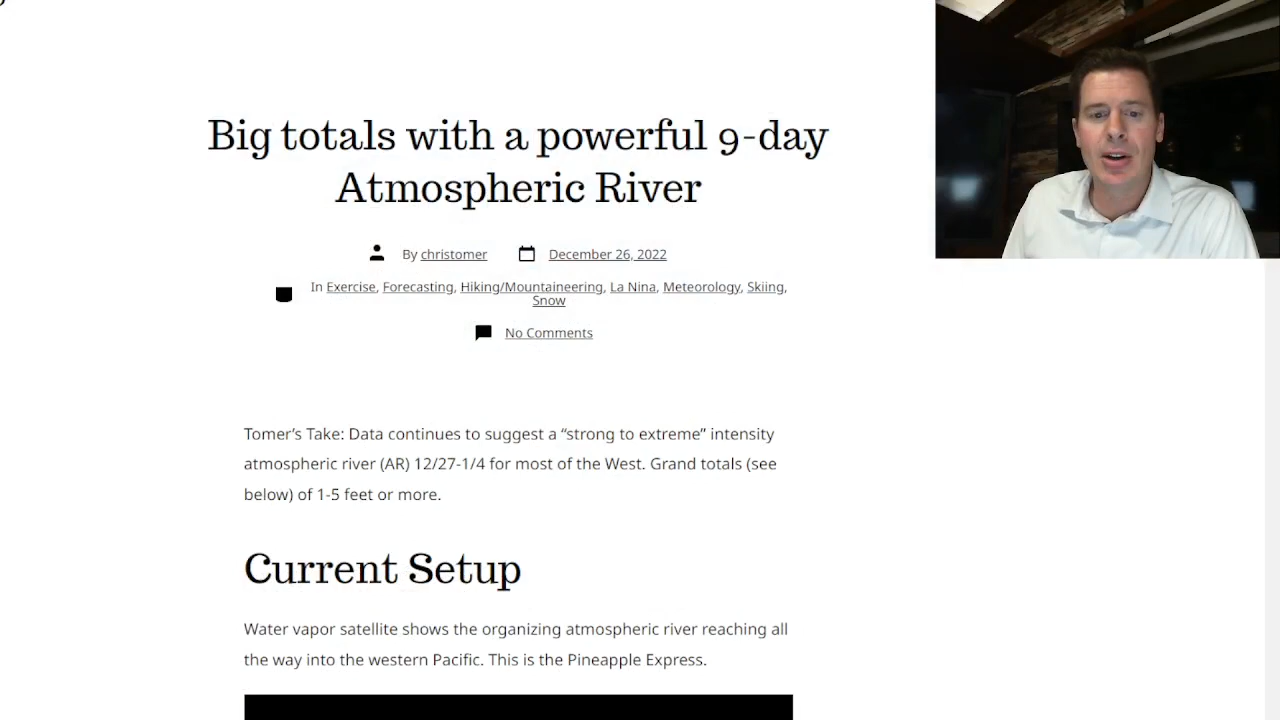 Big totals with a powerful 9-day
Atmospheric River
By christomer December 26, 2022
In Exercise, Forecasting, Hiking/Mountaineering, La Nina, Meteorology, Skiing,
Snow
No Comments
Tomer’s Take: Data continues to suggest a “strong to extreme” intensity
atmospheric river (AR) 12/27-1/4 for most of the West. Grand totals (see
below) of 1-5 feet or more.
Current Setup
Water vapor satellite shows the organizing atmospheric river reaching all
the way into the western Pacific. This is the Pineapple Express.